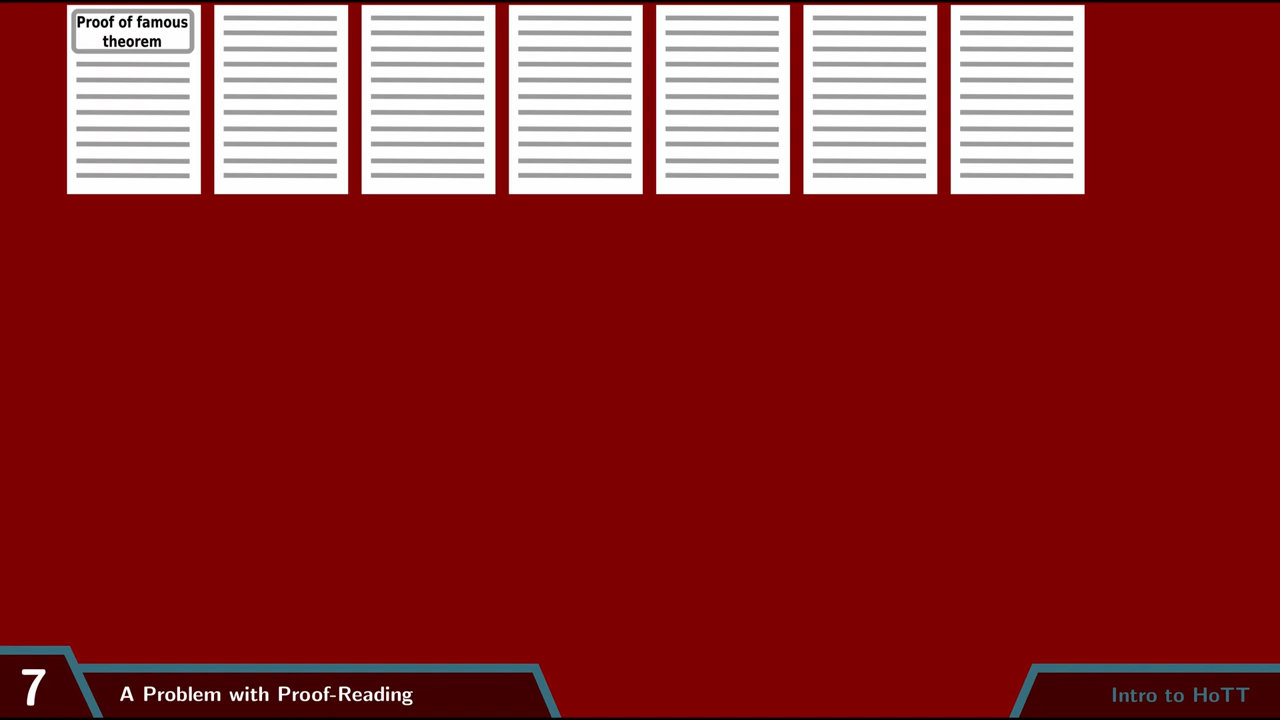 Proof of famous
theorem
7
A Problem with Proof-Reading
Intro to HoTT